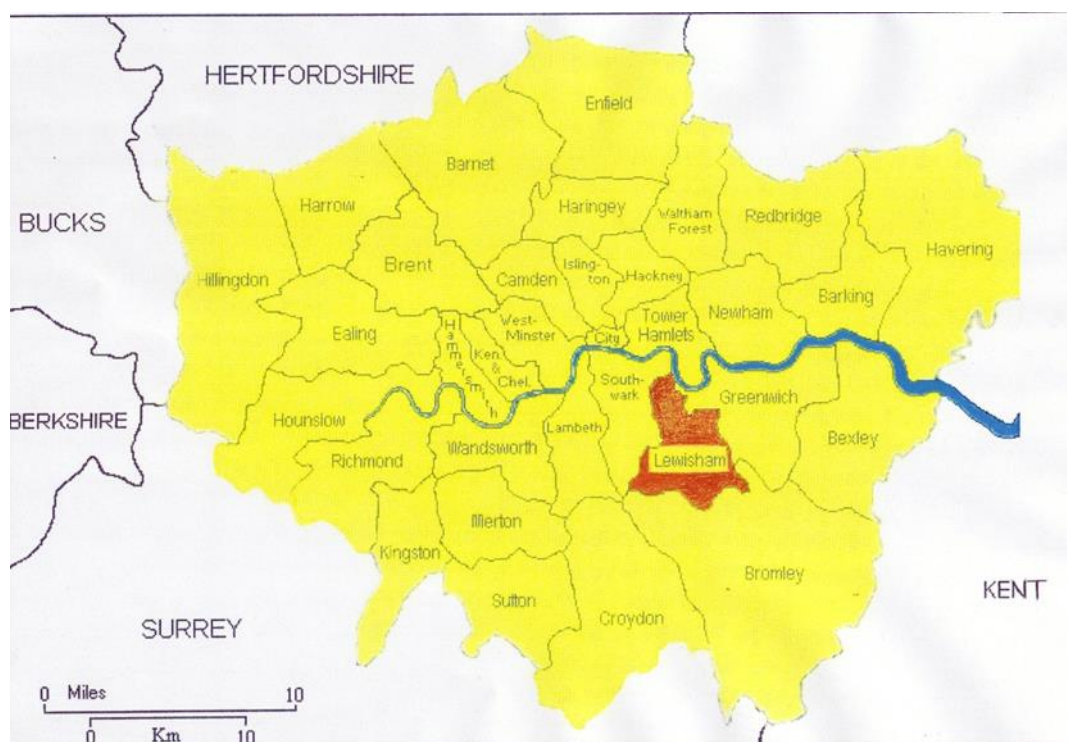 HERTFORDSHIRE
Enfield
Barnet
Harrow
Haringey
Waltham
Forest
Redbridge
BUCKS
Havering
Hillingdon
Brent
Camden
Isling-
ton
Hackney
Barking
Ealing
Hammersmith
Ken.
&
Chel.
West-
Minster
City
Tower
Hamlets
Newham
BERKSHIRE
Hounslow
South-
wark
Greenwich
Richmond
Wandsworth
Lambeth
Lewisham
Bexley
Merton
Kingston
Sutton
Croydon
Bromley
KENT
SURREY
0 Miles 10
0 Km 10